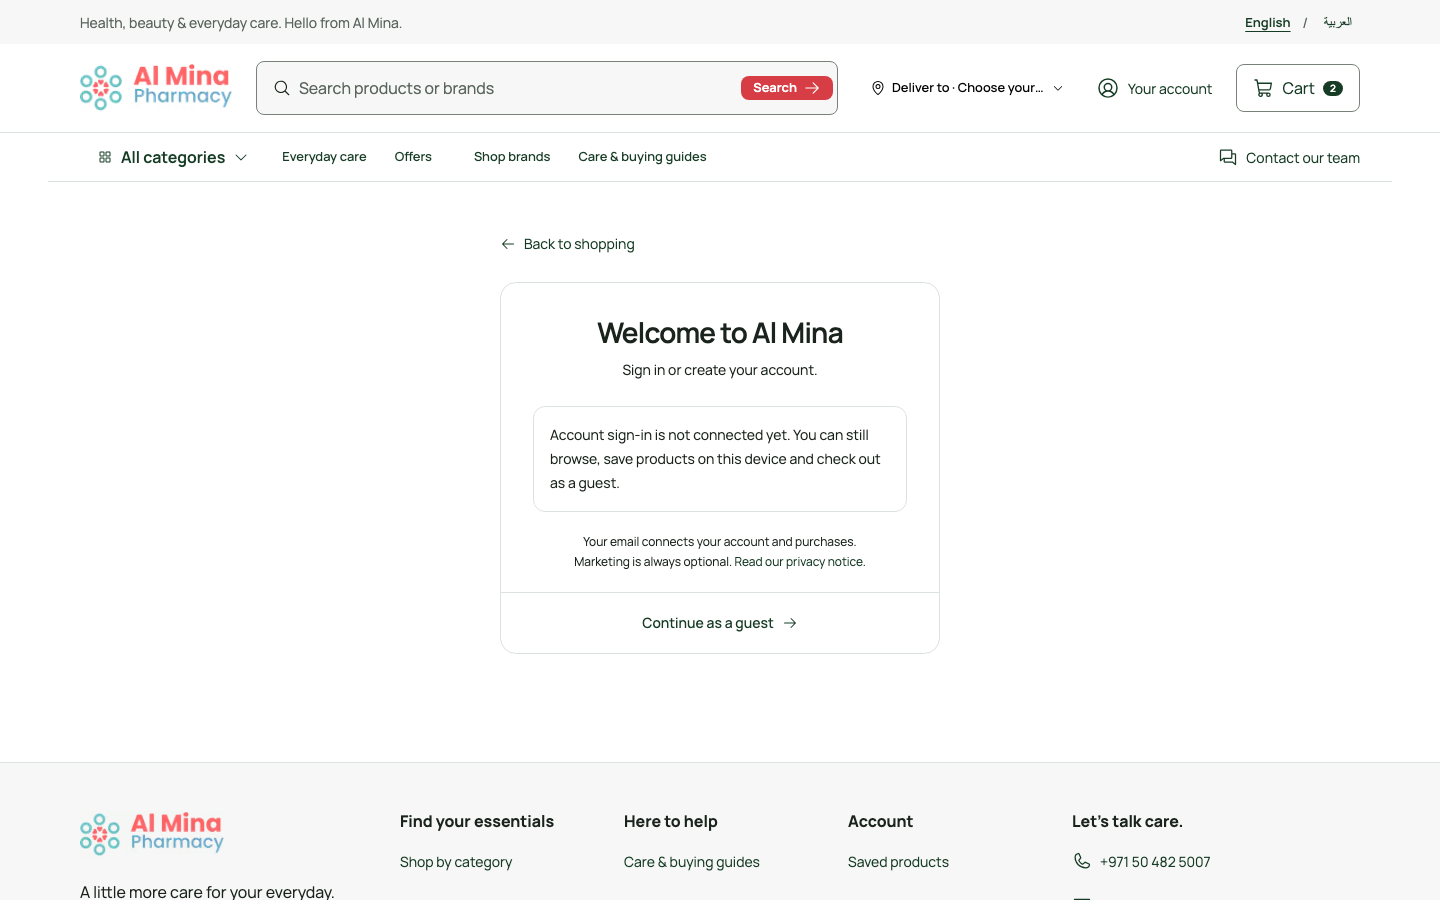 Health, beauty & everyday care. Hello from Al Mina.
English / العربية
Al Mina
Pharmacy
Search products or brands
Search
Deliver to · Choose your…
Your account
Cart 2
All categories
Everyday care
Offers
Shop brands
Care & buying guides
Contact our team
Back to shopping
Welcome to Al Mina
Sign in or create your account.
Account sign-in is not connected yet. You can still
browse, save products on this device and check out
as a guest.
Your email connects your account and purchases.
Marketing is always optional. Read our privacy notice.
Continue as a guest
Al Mina
Pharmacy
A little more care for your everyday.
Find your essentials
Shop by category
Here to help
Care & buying guides
Account
Saved products
Let's talk care.
+971 50 482 5007